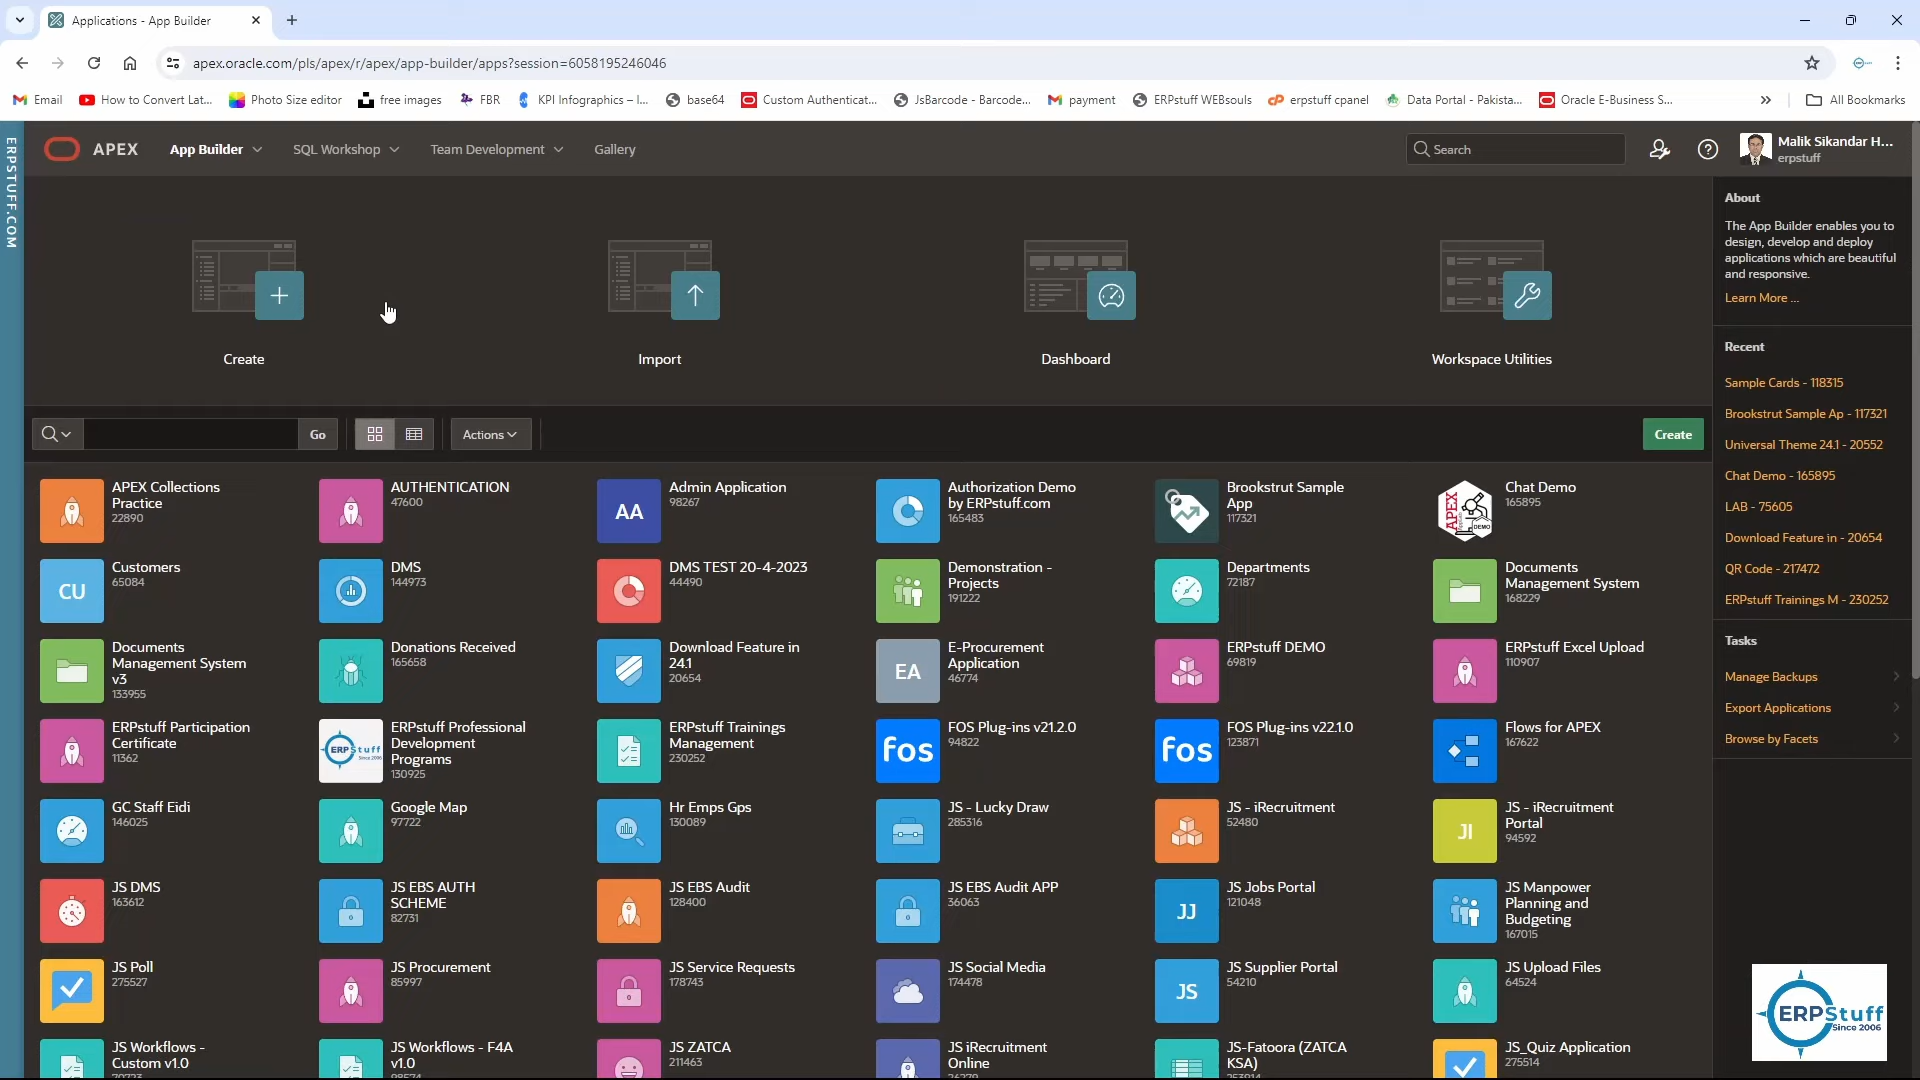 Applications - App Builder
apex.oracle.com/pls/apex/r/apex/app-builder/apps?session=6058195246046
Email
How to Convert Lat...
Photo Size editor
free images
FBR
KPI Infographics – I...
base64
Custom Authenticat...
JsBarcode - Barcode...
payment
ERPstuff WEBsouls
erpstuff cpanel
Data Portal - Pakista...
Oracle E-Business S...
All Bookmarks
ERPSTUFF.COM
APEX
App Builder
SQL Workshop
Team Development
Gallery
Search
Malik Sikandar H...
erpstuff
Create
Import
Dashboard
Workspace Utilities
Go
Actions
Create
APEX Collections
Practice
22890
AUTHENTICATION
47600
AA
Admin Application
98267
Authorization Demo
by ERPstuff.com
165483
Brookstrut Sample
App
117321
APEX
DEMO
Chat Demo
165895
CU
Customers
65084
DMS
144973
DMS TEST 20-4-2023
44490
Demonstration -
Projects
191222
Departments
72187
Documents
Management System
168229
Documents
Management System
v3
133955
Donations Received
165658
Download Feature in
24.1
20654
EA
E-Procurement
Application
46774
ERPstuff DEMO
69819
ERPstuff Excel Upload
110907
ERPstuff Participation
Certificate
11362
ERPStuff
Since 2006
ERPstuff Professional
Development
Programs
130925
ERPstuff Trainings
Management
230252
fos
FOS Plug-ins v21.2.0
94822
fos
FOS Plug-ins v22.1.0
123871
Flows for APEX
167622
GC Staff Eidi
146025
Google Map
97722
Hr Emps Gps
130089
JS - Lucky Draw
285316
JS - iRecruitment
52480
JI
JS - iRecruitment
Portal
94592
JS DMS
163612
JS EBS AUTH
SCHEME
82731
JS EBS Audit
128400
JS EBS Audit APP
36063
JJ
JS Jobs Portal
121048
JS Manpower
Planning and
Budgeting
167015
JS Poll
275527
JS Procurement
85997
JS Service Requests
178743
JS Social Media
174478
JS
JS Supplier Portal
54210
JS Upload Files
64524
JS Workflows -
Custom v1.0
JS Workflows - F4A
v1.0
JS ZATCA
211463
JS iRecruitment
Online
JS-Fatoora (ZATCA
KSA)
JS_Quiz Application
275514
About
The App Builder enables you to
design, develop and deploy
applications which are beautiful
and responsive.
Learn More ...
Recent
Sample Cards - 118315
Brookstrut Sample Ap - 117321
Universal Theme 24.1 - 20552
Chat Demo - 165895
LAB - 75605
Download Feature in - 20654
QR Code - 217472
ERPstuff Trainings M - 230252
Tasks
Manage Backups
Export Applications
Browse by Facets
ERPStuff
Since 2006